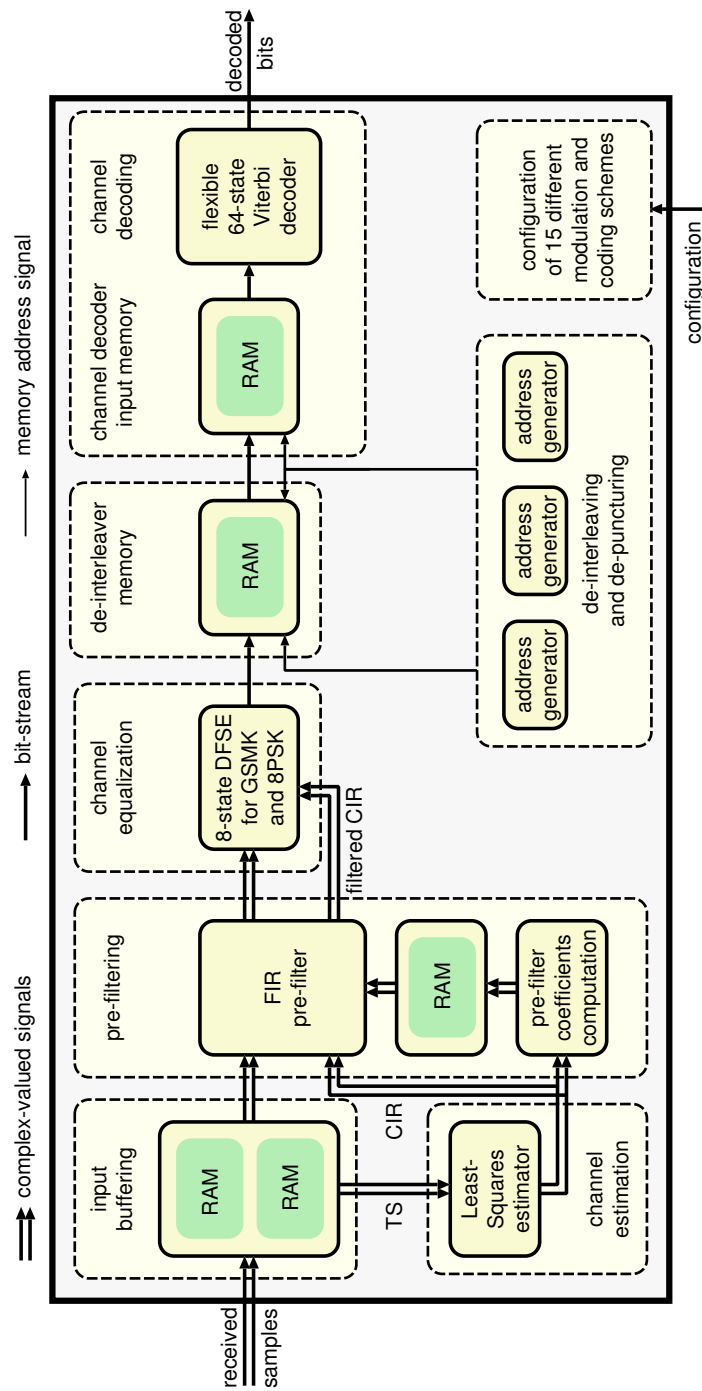 complex-valued signals
bit-stream
memory address signal
input
buffering
pre-filtering
channel
equalization
de-interleaver
memory
channel decoder
input memory
channel
decoding
received
samples
RAM
RAM
FIR
pre-filter
8-state DFSE
for GSMK
and 8PSK
RAM
RAM
flexible
64-state
Viterbi
decoder
decoded
bits
filtered CIR
TS
CIR
RAM
Least-
Squares
estimator
pre-filter
coefficients
computation
channel
estimation
address
generator
address
generator
address
generator
de-interleaving
and de-puncturing
configuration
of 15 different
modulation and
coding schemes
configuration